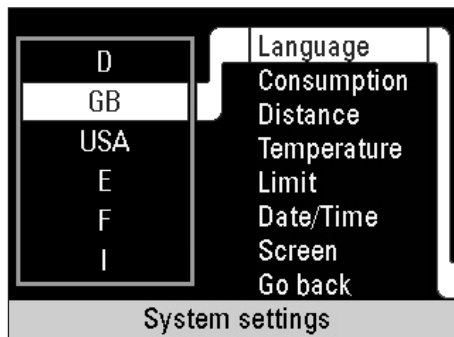 D
GB
USA
E
F
I
Language
Consumption
Distance
Temperature
Limit
Date/Time
Screen
Go back
System settings